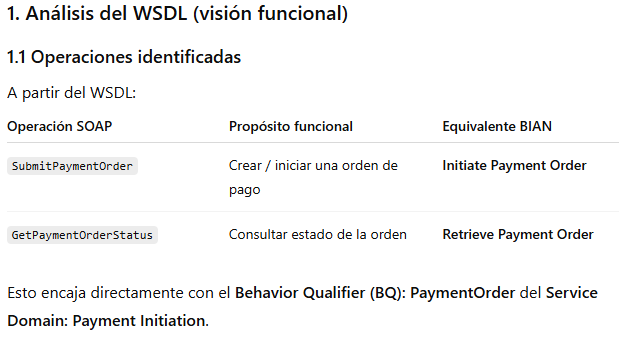 1. Análisis del WSDL (visión funcional)
1.1 Operaciones identificadas
A partir del WSDL:
Operación SOAP Propósito funcional Equivalente BIAN
SubmitPaymentOrder Crear / iniciar una orden de Initiate Payment Order
pago
GetPaymentOrderStatus Consultar estado de la orden Retrieve Payment Order
Esto encaja directamente con el Behavior Qualifier (BQ): PaymentOrder del Service
Domain: Payment Initiation.